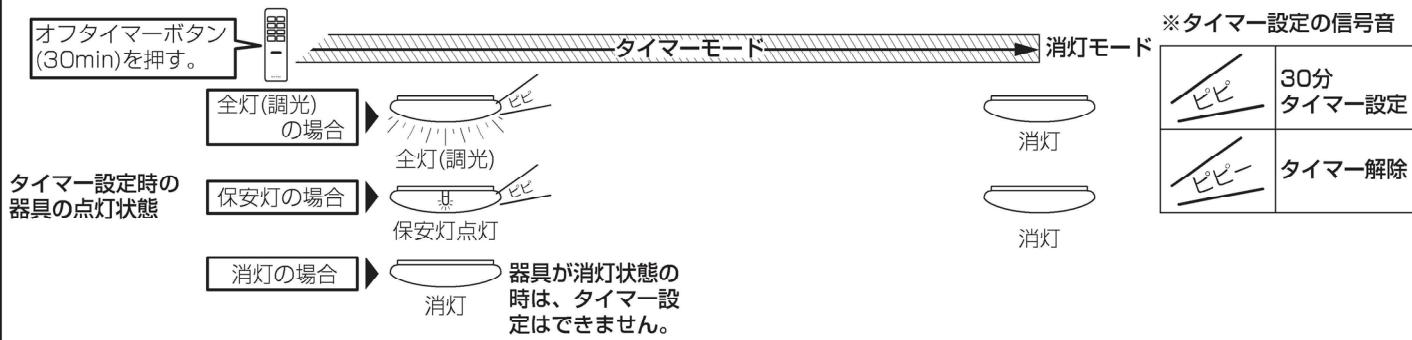 オフタイマーボタン
(30min)を押す。
タイマーモード
消灯モード
※タイマー設定の信号音
ピピ
30分
タイマー設定
ピピー
タイマー解除
タイマー設定時の
器具の点灯状態
全灯(調光)
の場合
ピピ
全灯(調光)
消灯
保安灯の場合
ピピ
保安灯点灯
消灯
消灯の場合
消灯
器具が消灯状態の
時は、タイマー設
定はできません。